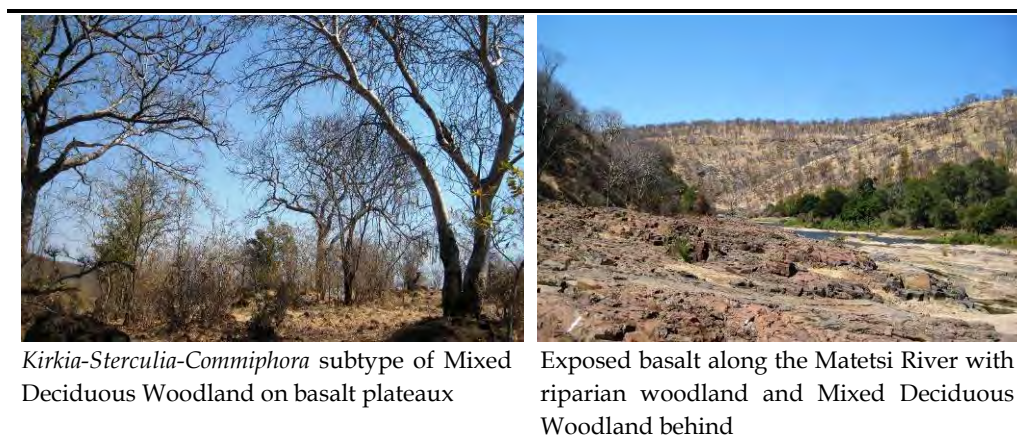 Kirkia-Sterculia-Commiphora subtype of Mixed
Deciduous Woodland on basalt plateaux
Exposed basalt along the Matetsi River with
riparian woodland and Mixed Deciduous
Woodland behind